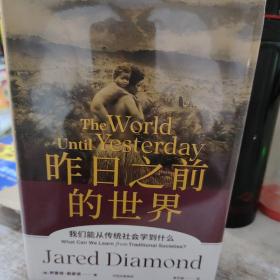 The World
Until Yesterday
昨日之前
的世界
我们能从传统社会学到什么
What Can We Learn from Traditional Societies?
Jared Diamond